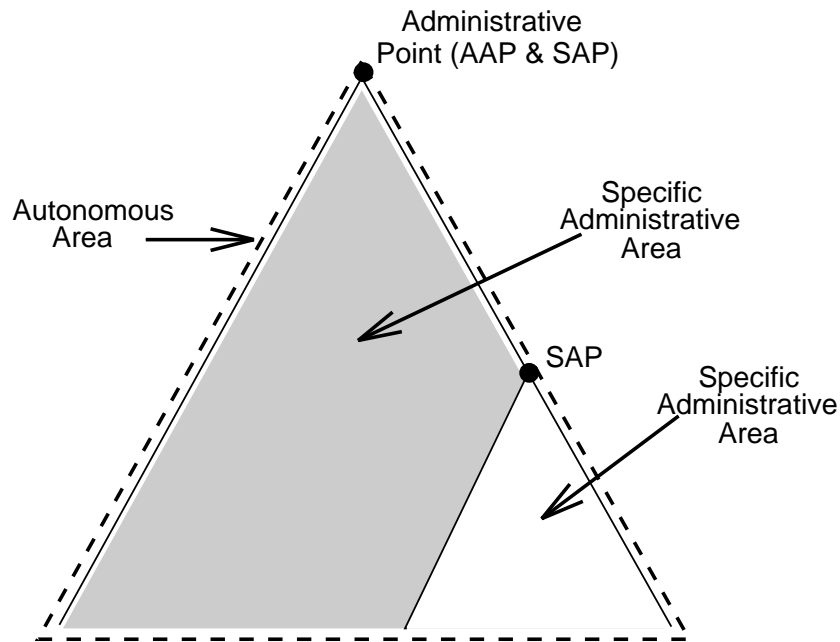 Administrative
Point (AAP & SAP)
Autonomous
Area
Specific
Administrative
Area
SAP
Specific
Administrative
Area